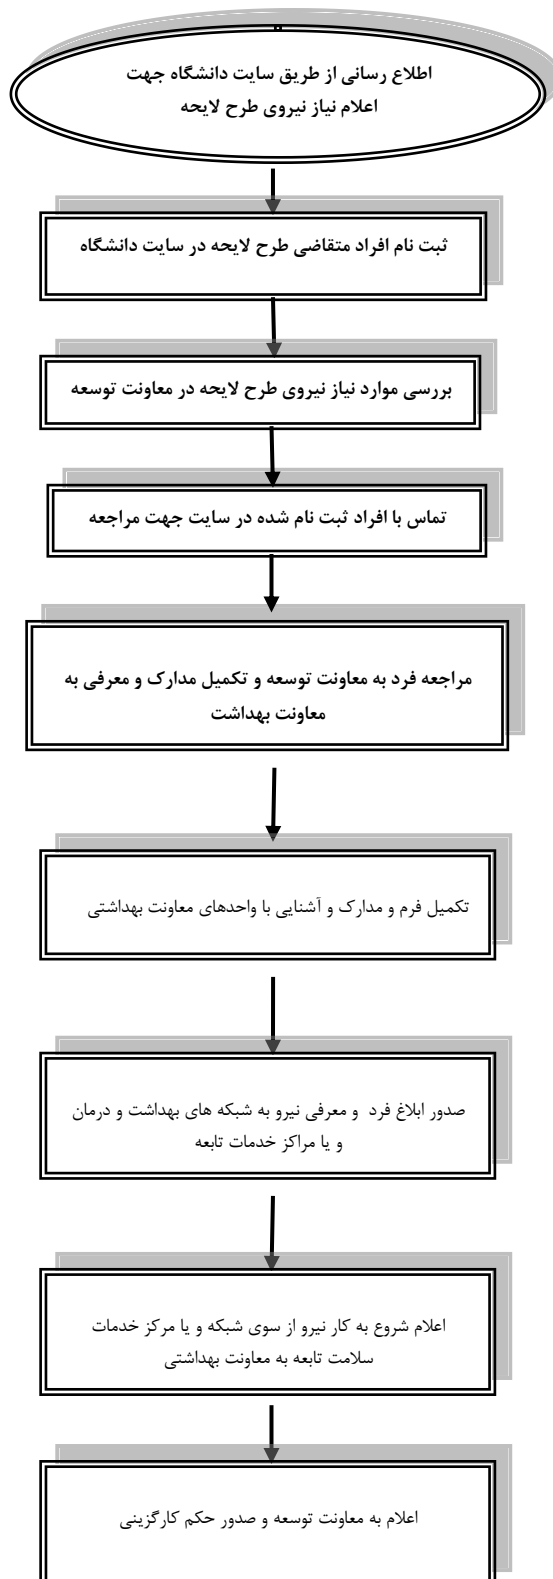 اطلاع رسانی از طریق سایت دانشگاه جهت
اعلام نیاز نیروی طرح لایحه
ثبت نام افراد متقاضی طرح لایحه در سایت دانشگاه
بررسی موارد نیاز نیروی طرح لایحه در معاونت توسعه
تماس با افراد ثبت نام شده در سایت جهت مراجعه
مراجعه فرد به معاونت توسعه و تکمیل مدارک و معرفی به
معاونت بهداشت
تکمیل فرم و مدارک و آشنایی با واحدهای معاونت بهداشتی
صدور ابلاغ فرد و معرفی نیرو به شبکه های بهداشت و درمان
و یا مراکز خدمات تابعه
اعلام شروع به کار نیرو از سوی شبکه و یا مرکز خدمات
سلامت تابعه به معاونت بهداشتی
اعلام به معاونت توسعه و صدور حکم کارگزینی